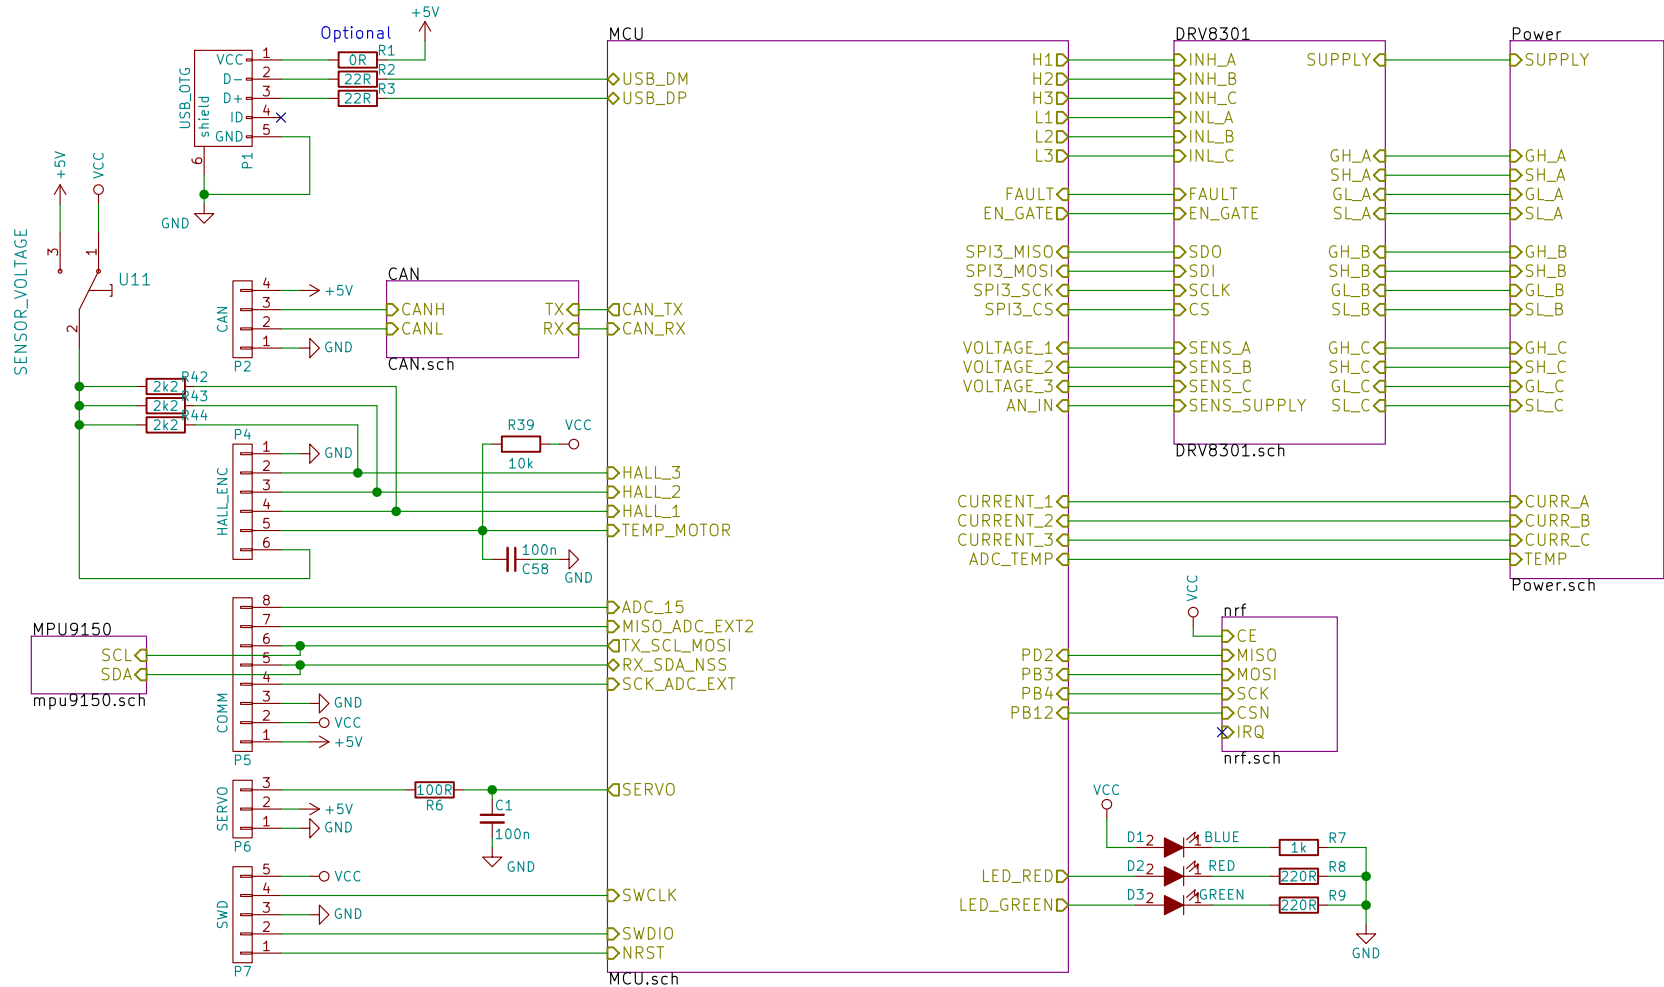 +5V
Optional
USB_OTG
shield
VCC 1
D- 2
D+ 3
ID 4
GND 5
6
P1
R1
0R
R2
22R
R3
22R
GND
+5V
VCC
SENSOR_VOLTAGE
3
1
2
U11
CAN
4
3
2
1
P2
+5V
GND
CAN
CANH
CANL
TX
RX
CAN.sch
R42
2k2
R43
2k2
R44
2k2
P4
HALL_ENC
1
2
3
4
5
6
GND
R39
10k
VCC
100n
C58
GND
MPU9150
SCL
SDA
mpu9150.sch
COMM
8
7
6
5
4
3
2
1
P5
GND
VCC
+5V
SERVO
3
2
1
P6
+5V
GND
100R
R6
C1
100n
GND
SWD
5
4
3
2
1
P7
VCC
GND
MCU
USB_DM
USB_DP
CAN_TX
CAN_RX
HALL_3
HALL_2
HALL_1
TEMP_MOTOR
ADC_15
MISO_ADC_EXT2
TX_SCL_MOSI
RX_SDA_NSS
SCK_ADC_EXT
SERVO
SWCLK
SWDIO
NRST
H1
H2
H3
L1
L2
L3
FAULT
EN_GATE
SPI3_MISO
SPI3_MOSI
SPI3_SCK
SPI3_CS
VOLTAGE_1
VOLTAGE_2
VOLTAGE_3
AN_IN
CURRENT_1
CURRENT_2
CURRENT_3
ADC_TEMP
PD2
PB3
PB4
PB12
LED_RED
LED_GREEN
MCU.sch
DRV8301
INH_A
INH_B
INH_C
INL_A
INL_B
INL_C
FAULT
EN_GATE
SDO
SDI
SCLK
CS
SENS_A
SENS_B
SENS_C
SENS_SUPPLY
SUPPLY
GH_A
SH_A
GL_A
SL_A
GH_B
SH_B
GL_B
SL_B
GH_C
SH_C
GL_C
SL_C
DRV8301.sch
Power
SUPPLY
GH_A
SH_A
GL_A
SL_A
GH_B
SH_B
GL_B
SL_B
GH_C
SH_C
GL_C
SL_C
CURR_A
CURR_B
CURR_C
TEMP
Power.sch
VCC
nrf
CE
MISO
MOSI
SCK
CSN
IRQ
nrf.sch
VCC
D1 2 1 BLUE
1k
R7
D2 2 1 RED
220R
R8
D3 2 1 GREEN
220R
R9
GND